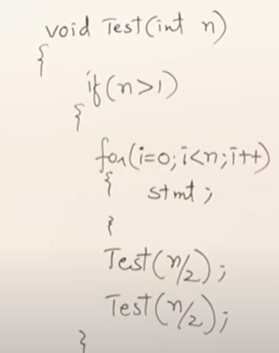 void Test(int n)
{
if(n>1)
{
for(i=0;i<n;i++)
{ stmt;
}
Test(n/2);
Test(n/2);
}